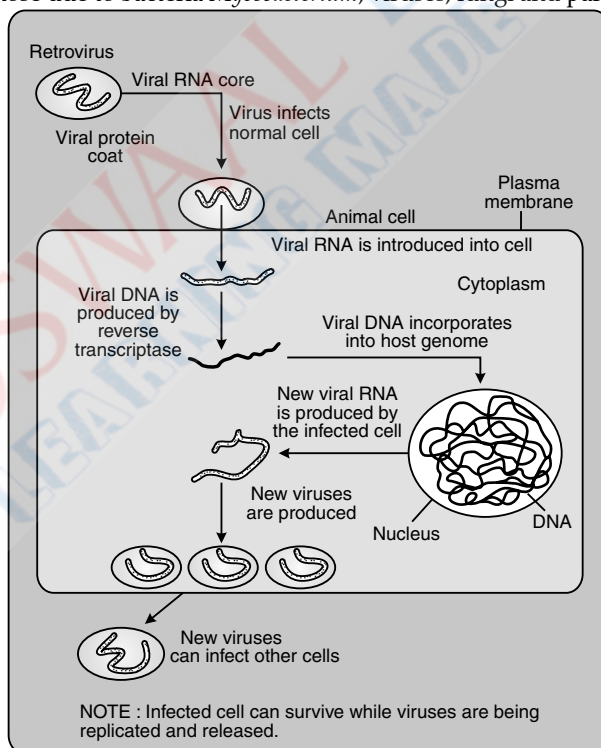 Retrovirus
Viral RNA core
Virus infects
normal cell
Viral protein
coat
Plasma
membrane
Animal cell
Viral RNA is introduced into cell
Cytoplasm
Viral DNA is
produced by
reverse
transcriptase
Viral DNA incorporates
into host genome
New viral RNA
is produced by
the infected cell
New viruses
are produced
Nucleus
DNA
New viruses
can infect other cells
NOTE : Infected cell can survive while viruses are being
replicated and released.
OSWAAL
LEARNING MADE